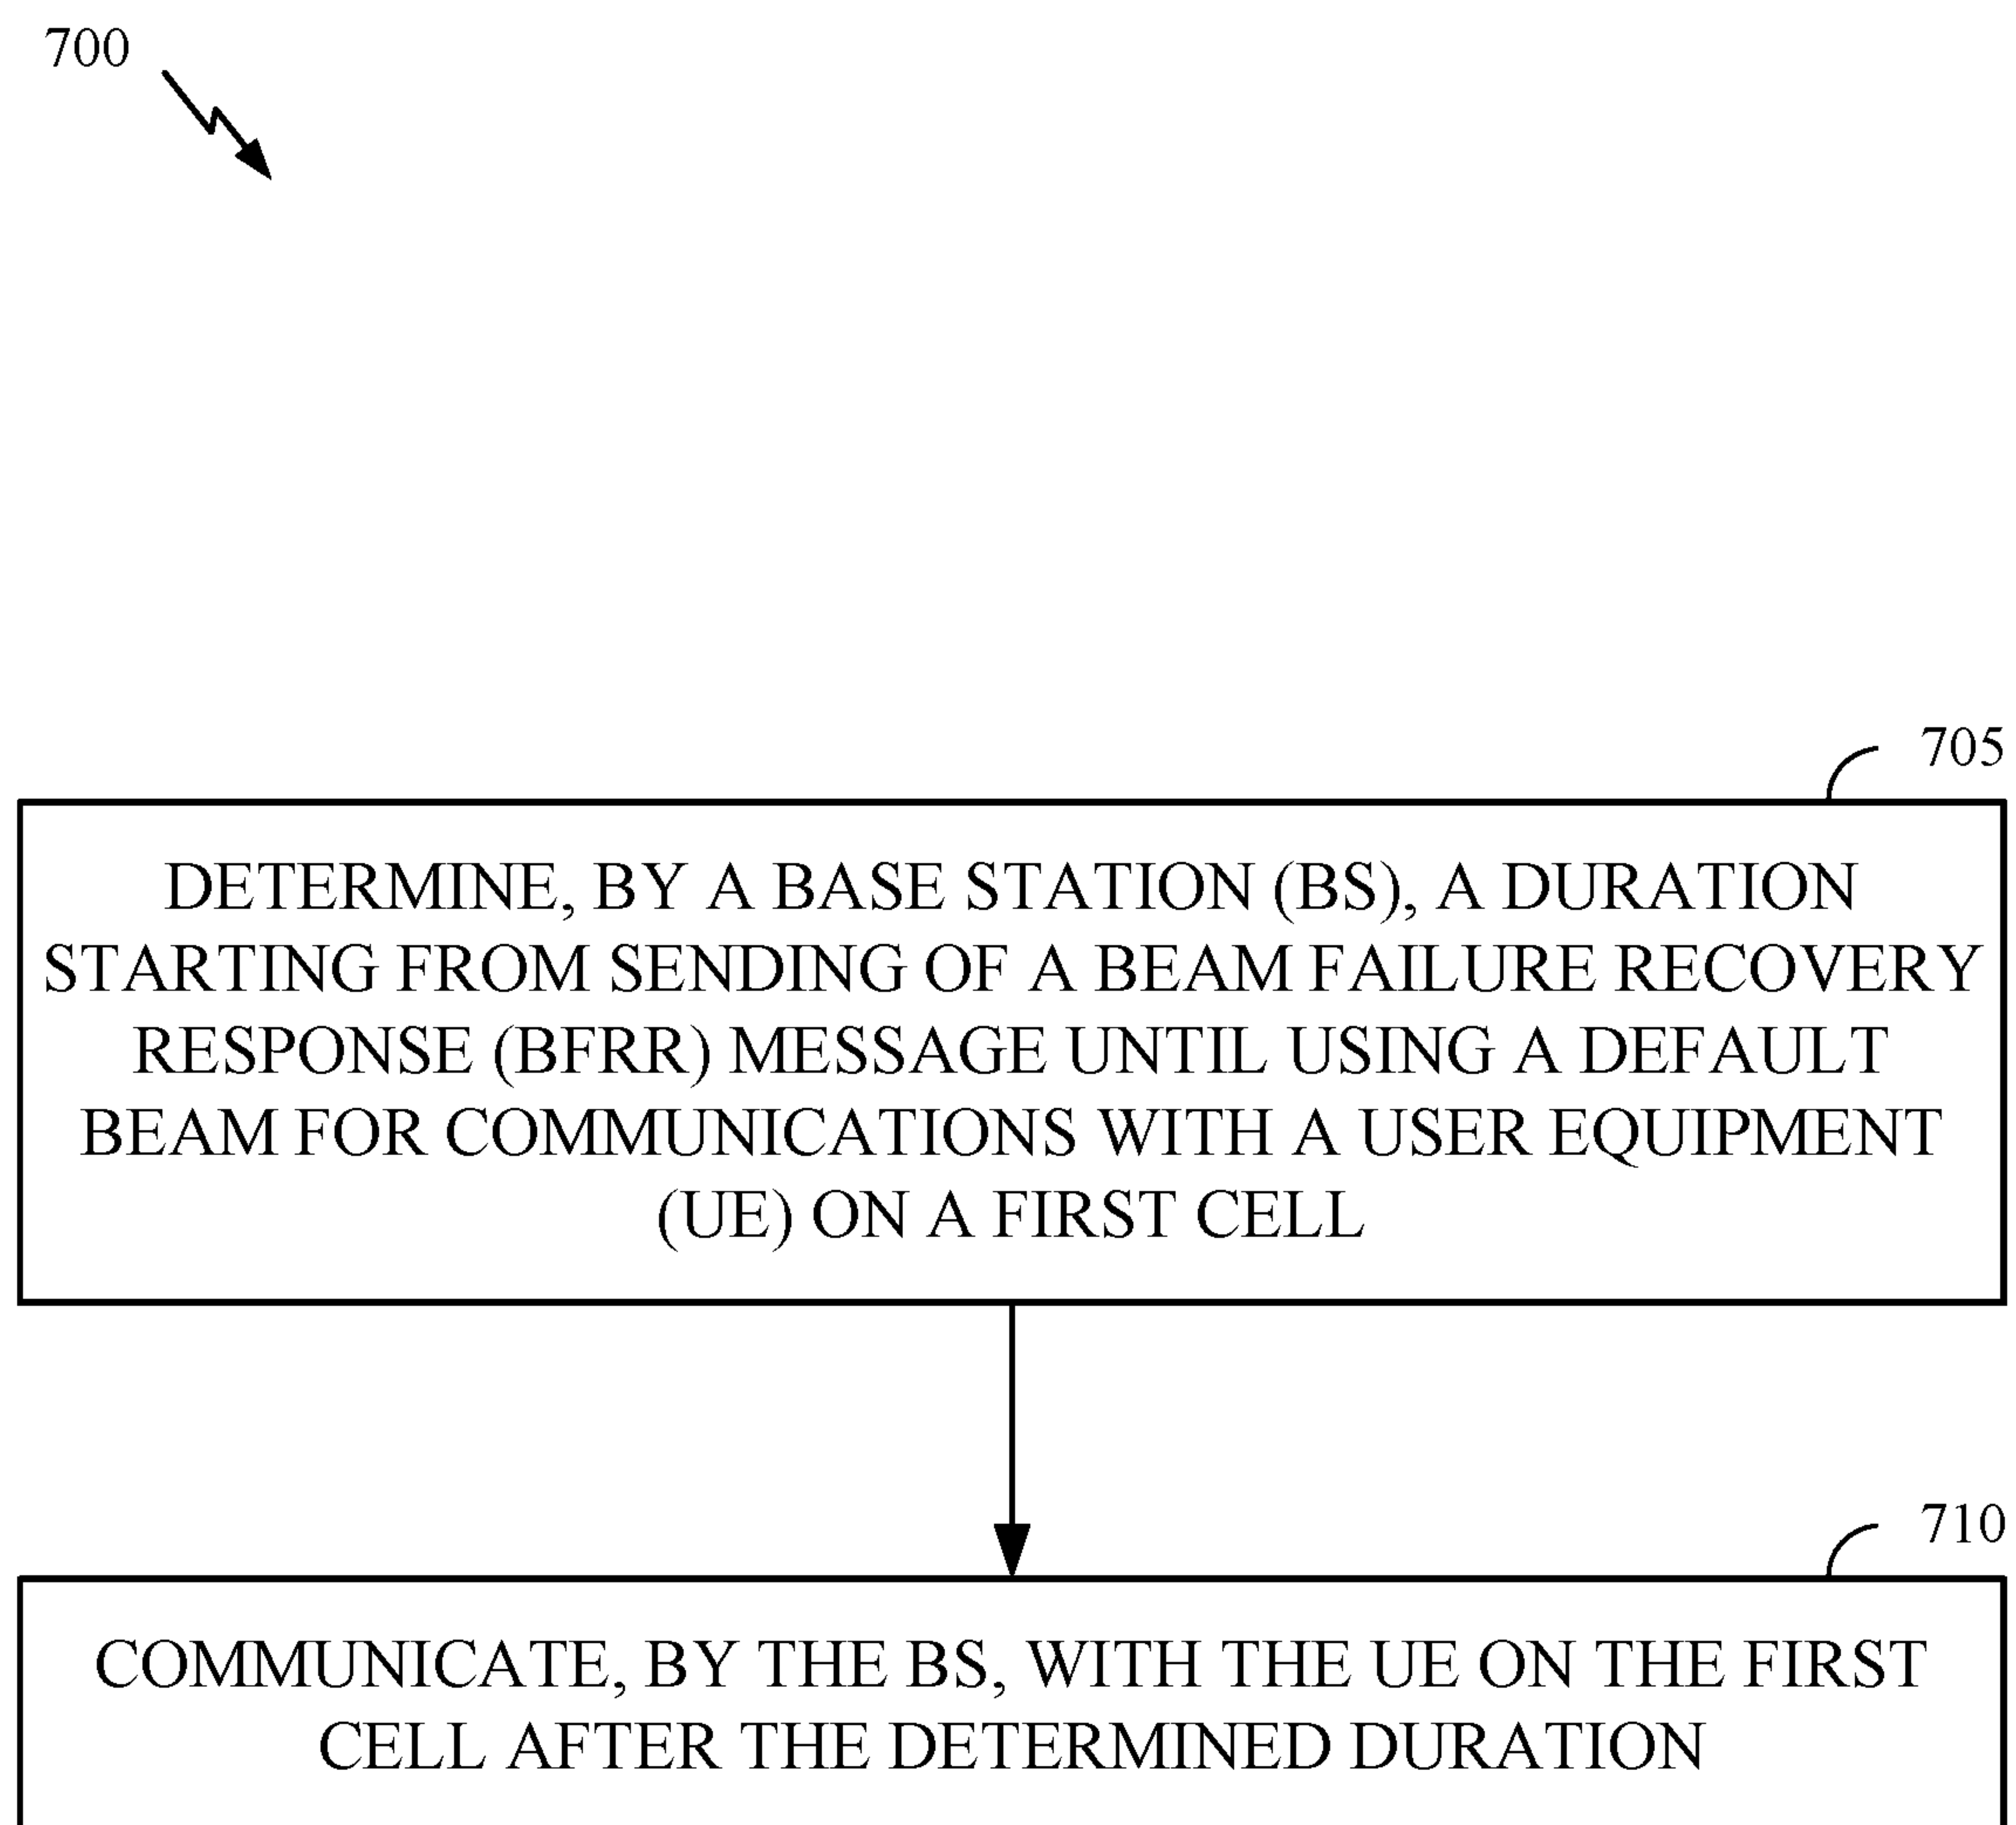 700
705
DETERMINE, BY A BASE STATION (BS), A DURATION
STARTING FROM SENDING OF A BEAM FAILURE RECOVERY
RESPONSE (BFRR) MESSAGE UNTIL USING A DEFAULT
BEAM FOR COMMUNICATIONS WITH A USER EQUIPMENT
(UE) ON A FIRST CELL
710
COMMUNICATE, BY THE BS, WITH THE UE ON THE FIRST
CELL AFTER THE DETERMINED DURATION